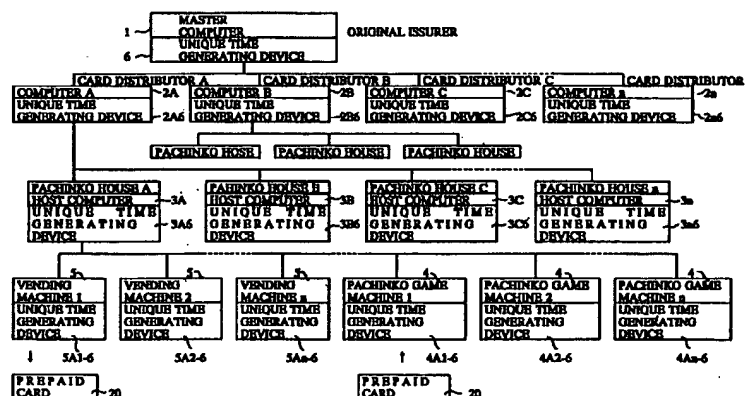 MASTER
1 COMPUTER ORIGINAL ISSURER
UNIQUE TIME
6 GENERATING DEVICE
CARD DISTRIBUTOR A CARD DISTRIBUTOR B CARD DISTRIBUTOR C CARD DISTRIBUTOR
COMPUTER A 2A COMPUTER B 2B COMPUTER C 2C COMPUTER n 2n
UNIQUE TIME UNIQUE TIME UNIQUE TIME UNIQUE TIME
GENERATING DEVICE 2A6 GENERATING DEVICE 2B6 GENERATING DEVICE 2C6 GENERATING DEVICE 2n6
PACHINKO HOSE PACHINKO HOUSE PACHINKO HOUSE
PACHINKO HOUSE A PACHINKO HOUSE B PACHINKO HOUSE C PACHINKO HOUSE n
HOST COMPUTER 3A HOST COMPUTER 3B HOST COMPUTER 3C HOST COMPUTER 3n
UNIQUE TIME UNIQUE TIME UNIQUE TIME UNIQUE TIME
GENERATING 3A6 GENERATING 3B6 GENERATING 3C6 GENERATING 3n6
DEVICE DEVICE DEVICE DEVICE
5 5 5 4 4 4
VENDING VENDING VENDING PACHINKO GAME PACHINKO GAME PACHINKO GAME
MACHINE 1 MACHINE 2 MACHINE n MACHINE 1 MACHINE 2 MACHINE n
UNIQUE TIME UNIQUE TIME UNIQUE TIME UNIQUE TIME UNIQUE TIME UNIQUE TIME
GENERATING GENERATING GENERATING GENERATING GENERATING GENERATING
DEVICE DEVICE DEVICE DEVICE DEVICE DEVICE
↓ 5A1-6 5A2-6 5An-6 ↑ 4A1-6 4A2-6 4An-6
PREPAID PREPAID
CARD 20 CARD 20